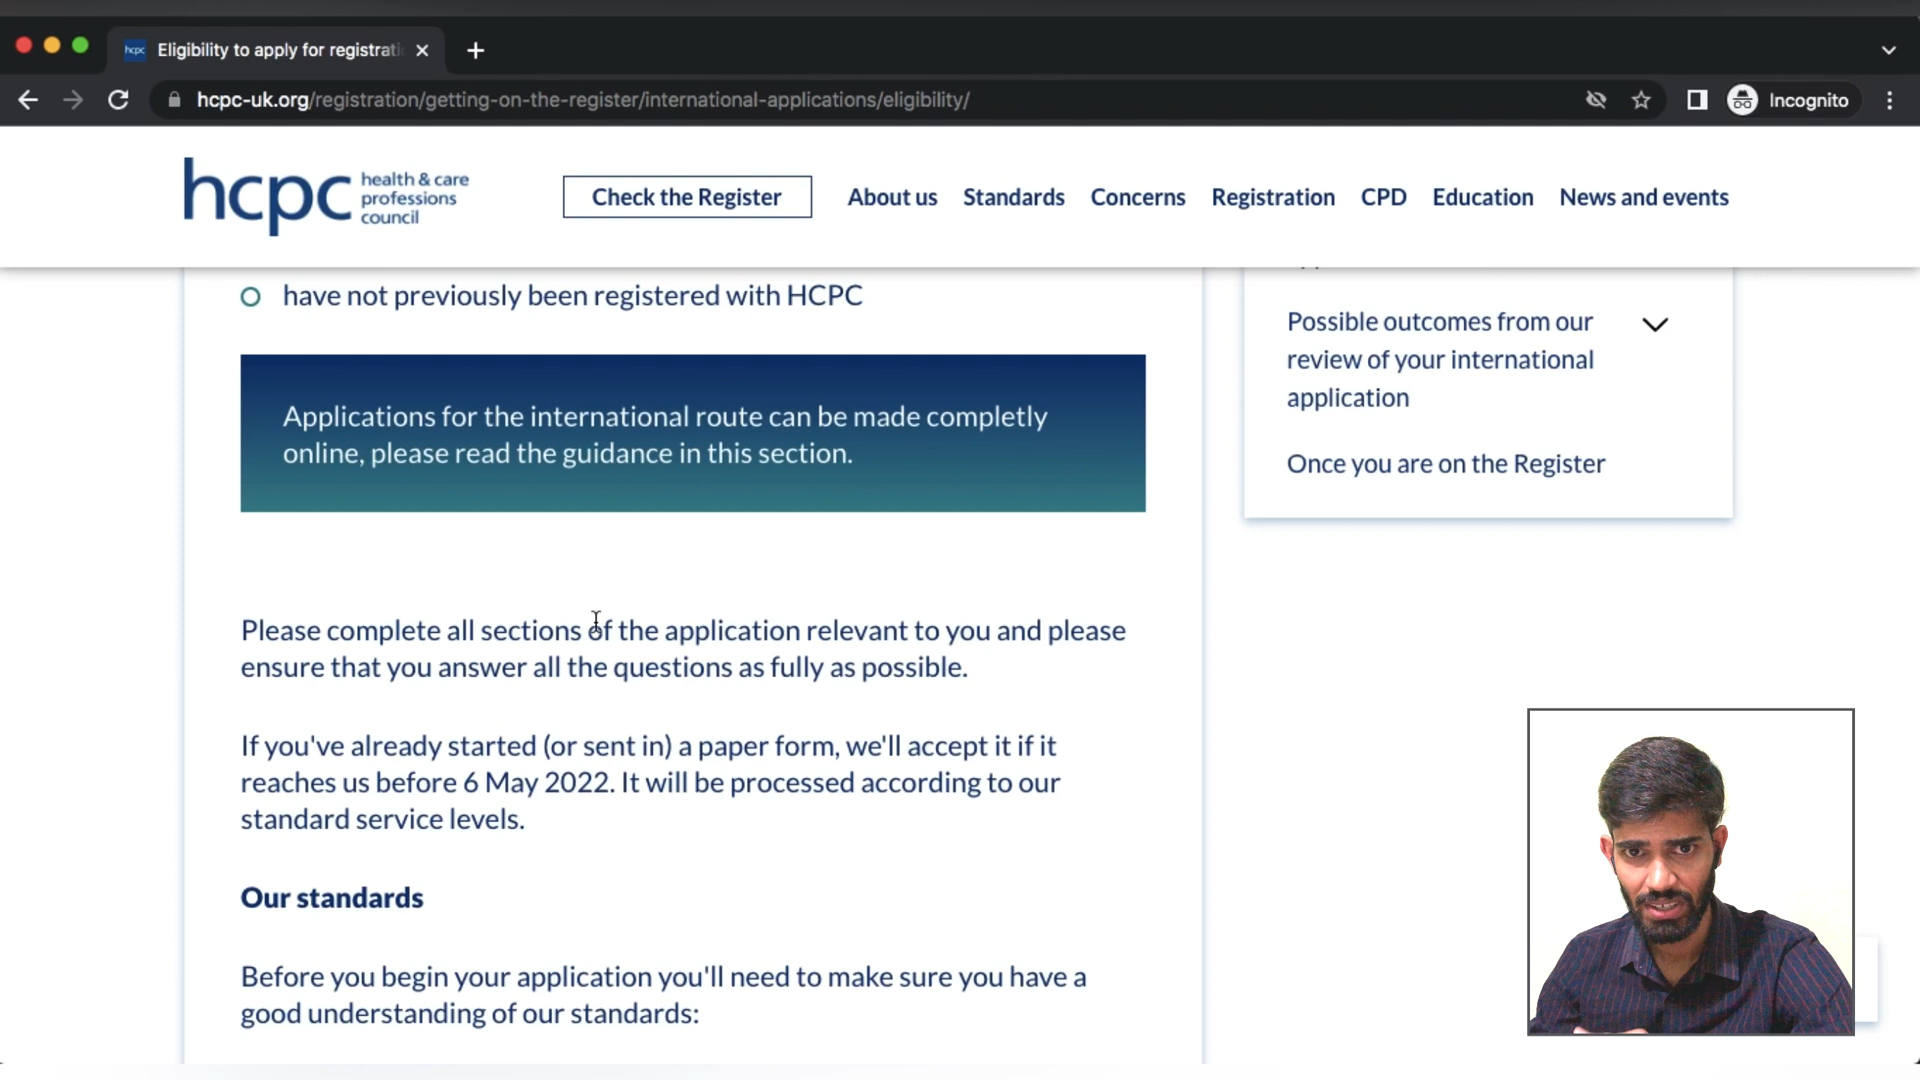 hcpc
Eligibility to apply for registrati
hcpc-uk.org/registration/getting-on-the-register/international-applications/eligibility/
Incognito
hcpc
health & care
professions
council
Check the Register
About us
Standards
Concerns
Registration
CPD
Education
News and events
have not previously been registered with HCPC
Applications for the international route can be made completly
online, please read the guidance in this section.
Please complete all sections of the application relevant to you and please
ensure that you answer all the questions as fully as possible.
If you've already started (or sent in) a paper form, we'll accept it if it
reaches us before 6 May 2022. It will be processed according to our
standard service levels.
Our standards
Before you begin your application you'll need to make sure you have a
good understanding of our standards:
Possible outcomes from our
review of your international
application
Once you are on the Register